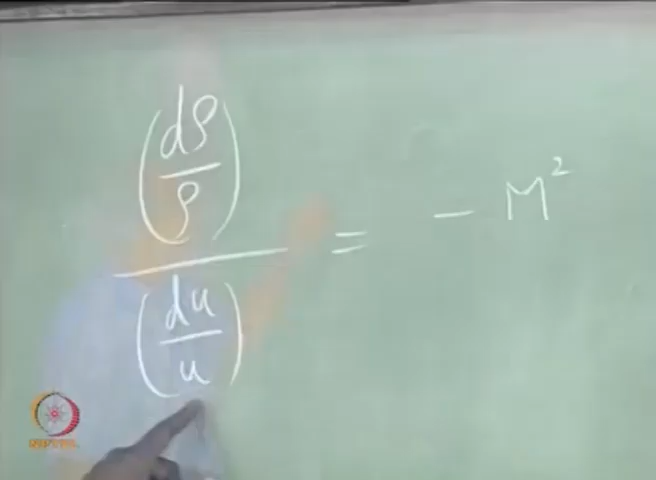 (dρ/ρ) / (du/u) = - M²